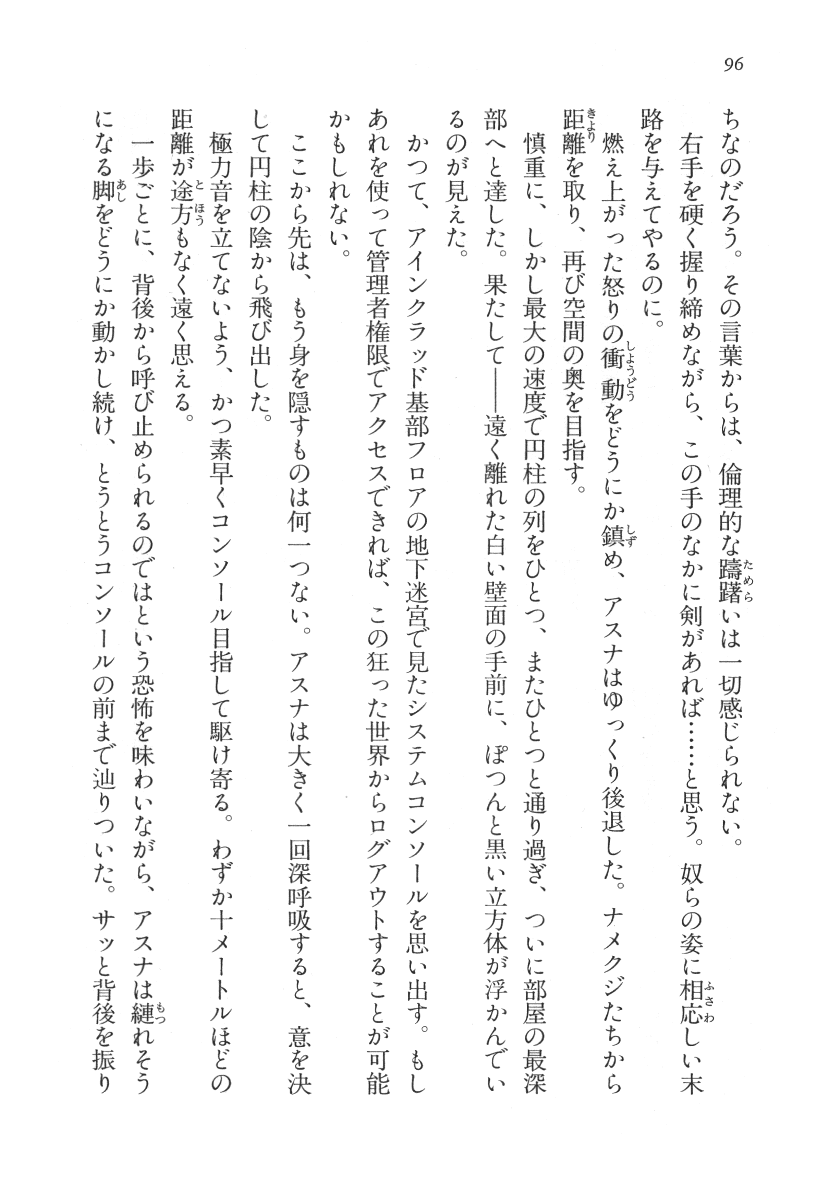 96
ちなのだろう。その言葉からは、倫理的な躊躇いは一切感じられない。
右手を硬く握り締めながら、この手のなかに剣があれば……と思う。奴らの姿に相応しい末
路を与えてやるのに。
燃え上がった怒りの衝動をどうにか鎮め、アスナはゆっくり後退した。ナメクジたちから
距離を取り、再び空間の奥を目指す。
慎重に、しかし最大の速度で円柱の列をひとつ、またひとつと通り過ぎ、ついに部屋の最深
部へと達した。果たして――遠く離れた白い壁面の手前に、ぽつんと黒い立方体が浮かんでい
るのが見えた。
かつて、アインクラッド基部フロアの地下迷宮で見たシステムコンソールを思い出す。もし
あれを使って管理者権限でアクセスできれば、この狂った世界からログアウトすることが可能
かもしれない。
ここから先は、もう身を隠すものは何一つない。アスナは大きく一回深呼吸すると、意を決
して円柱の陰から飛び出した。
極力音を立てないよう、かつ素早くコンソール目指して駆け寄る。わずか十メートルほどの
距離が途方もなく遠く思える。
一歩ごとに、背後から呼び止められるのではという恐怖を味わいながら、アスナは縺れそう
になる脚をどうにか動かし続け、とうとうコンソールの前まで辿りついた。サッと背後を振り